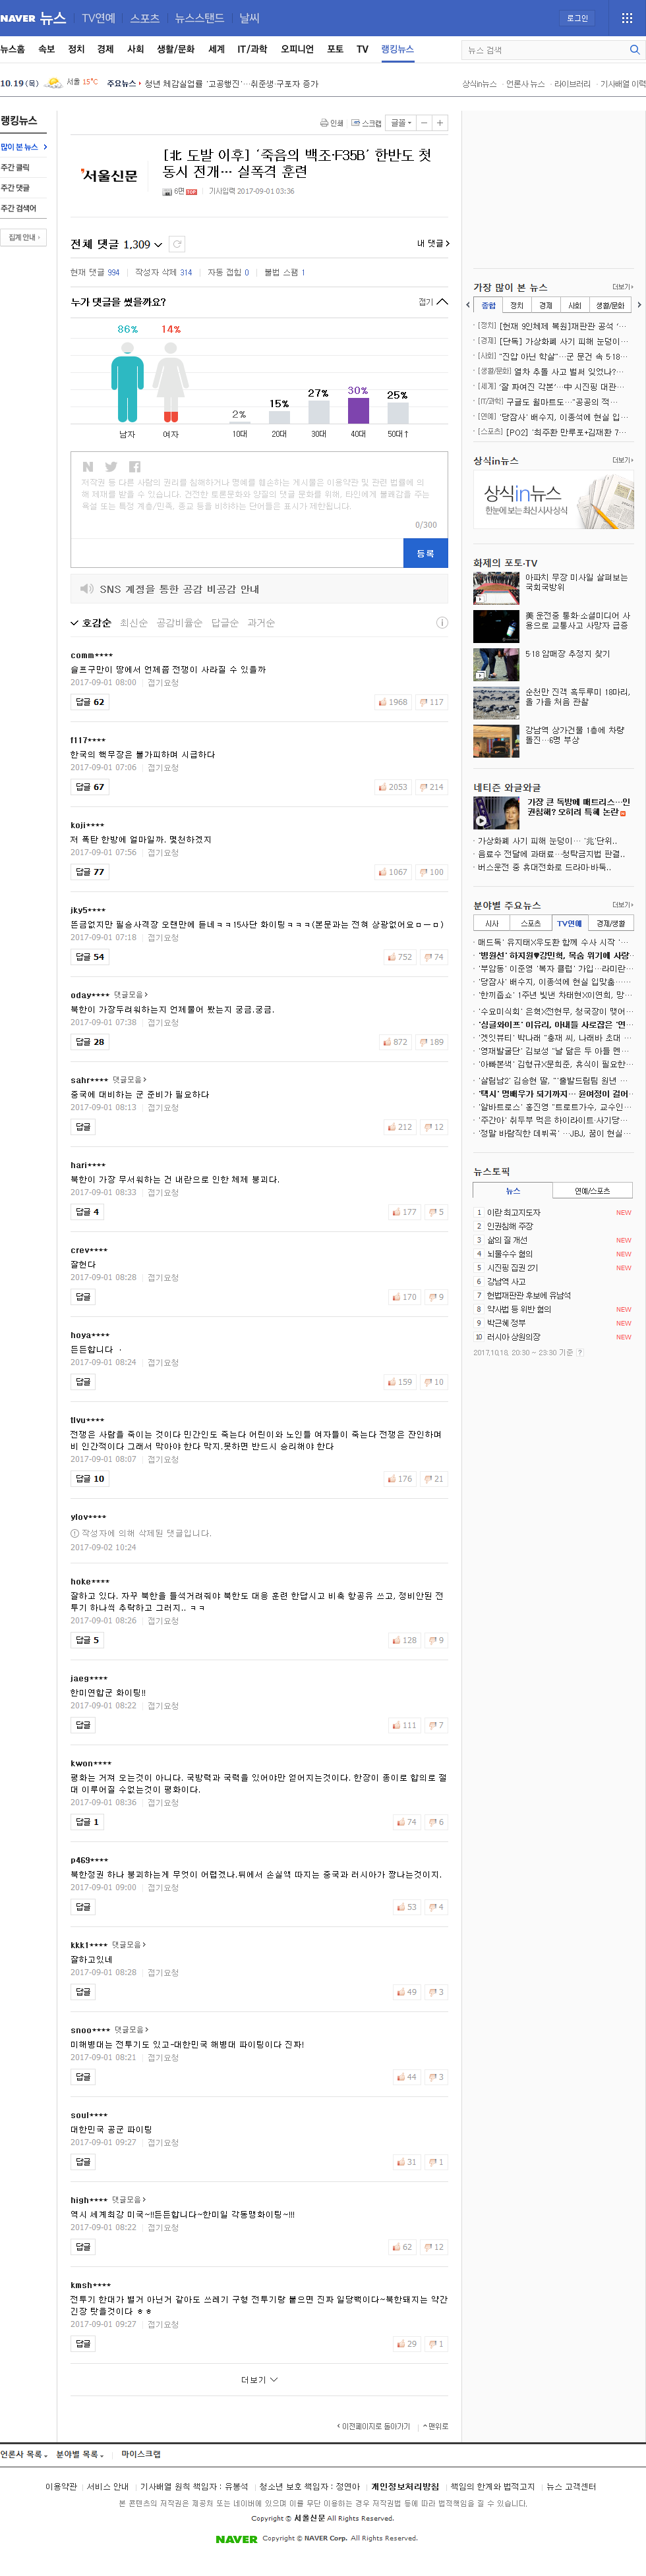 NAVER 뉴스 TV연예 스포츠 뉴스스탠드 날씨 로그인
뉴스홈 속보 정치 경제 사회 생활/문화 세계 IT/과학 오피니언 포토 TV 랭킹뉴스 뉴스 검색
10.19 (목) 서울 15°C 주요뉴스 청년 체감실업률 '고공행진'…취준생·구포자 증가 상식in뉴스 언론사 뉴스 라이브러리 기사배열 이력
랭킹뉴스
많이 본 뉴스
주간 클릭
주간 댓글
주간 검색어
집계 안내
인쇄 스크랩 글꼴
서울신문
[北 도발 이후] '죽음의 백조·F35B' 한반도 첫
동시 전개… 실폭격 훈련
6면 TOP 기사입력 2017-09-01 03:36
전체 댓글 1,309 내 댓글
현재 댓글 994 작성자 삭제 314 자동 접힘 0 불법 스팸 1
누가 댓글을 썼을까요? 접기
86% 14%
2% 15% 27% 30% 25%
남자 여자 10대 20대 30대 40대 50대↑
저작권 등 다른 사람의 권리를 침해하거나 명예를 훼손하는 게시물은 이용약관 및 관련 법률에 의
해 제재를 받을 수 있습니다. 건전한 토론문화와 양질의 댓글 문화를 위해, 타인에게 불쾌감을 주는
욕설 또는 특정 계층/민족, 종교 등을 비하하는 단어들은 표시가 제한됩니다.
0/300
등록
SNS 계정을 통한 공감 비공감 안내
호감순 최신순 공감비율순 답글순 과거순
comm****
슬프구만이 땅에서 언제쯤 전쟁이 사라질 수 있을까
2017-09-01 08:00 접기요청
답글 62 1968 117
f117****
한국의 핵무장은 불가피하며 시급하다
2017-09-01 07:06 접기요청
답글 67 2053 214
koji****
저 폭탄 한방에 얼마일까. 몇천하겠지
2017-09-01 07:56 접기요청
답글 77 1067 100
jky5****
뜬금없지만 필승사격장 오랜만에 듣네ㅋㅋ15사단 화이팅ㅋㅋㅋ(본문과는 전혀 상광없어요ㅁㅡㅁ)
2017-09-01 07:18 접기요청
답글 54 752 74
oday**** 댓글모음
북한이 가장두려워하는지 언제물어 봤는지 궁금.궁금.
2017-09-01 07:38 접기요청
답글 28 872 189
sahr**** 댓글모음
중국에 대비하는 군 준비가 필요하다
2017-09-01 08:13 접기요청
답글 212 12
hari****
북한이 가장 무서워하는 건 내란으로 인한 체제 붕괴다.
2017-09-01 08:33 접기요청
답글 4 177 5
crev****
잘현다
2017-09-01 08:28 접기요청
답글 170 9
hoya****
든든합니다 ·
2017-09-01 08:24 접기요청
답글 159 10
tlvu****
전쟁은 사람을 죽이는 것이다 민간인도 죽는다 어린이와 노인들 여자들이 죽는다 전쟁은 잔인하며
비 인간적이다 그래서 막아야 한다 막지.못하면 반드시 승리해야 한다
2017-09-01 08:07 접기요청
답글 10 176 21
ylov****
작성자에 의해 삭제된 댓글입니다.
2017-09-02 10:24
hoke****
잘하고 있다. 자꾸 북한을 들석거려줘야 북한도 대응 훈련 한답시고 비축 항공유 쓰고, 정비안된 전
투기 하나씩 추락하고 그러지.. ㅋㅋ
2017-09-01 08:26 접기요청
답글 5 128 9
jaeg****
한미연합군 화이팅!!
2017-09-01 08:22 접기요청
답글 111 7
kwon****
평화는 거져 오는것이 아니다. 국방력과 국력을 있어야만 얻어지는것이다. 한장이 종이로 합의로 절
대 이루어질 수없는것이 평화이다.
2017-09-01 08:36 접기요청
답글 1 74 6
p469****
북한정권 하나 붕괴하는게 무엇이 어렵겠나.뒤에서 손실액 따지는 중국과 러시아가 짱나는것이지.
2017-09-01 09:00 접기요청
답글 53 4
kkk1**** 댓글모음
잘하고있네
2017-09-01 08:28 접기요청
답글 49 3
snoo**** 댓글모음
미해병대는 전투기도 있고~대한민국 해병대 파이팅이다 진짜!
2017-09-01 08:21 접기요청
답글 44 3
soul****
대한민국 공군 파이팅
2017-09-01 09:27 접기요청
답글 31 1
high**** 댓글모음
역시 세계최강 미국~!!든든합니다~한미일 각동맹화이팅~!!!
2017-09-01 08:22 접기요청
답글 62 12
kmsh****
전투기 한대가 별거 아닌거 같아도 쓰레기 구형 전투기랑 붙으면 진짜 일당백이다~북한돼지는 약간
긴장 탓을것이다 ㅎㅎ
2017-09-01 09:27 접기요청
답글 29 1
더보기
이전페이지로 돌아가기 맨위로
가장 많이 본 뉴스 더보기
종합 정치 경제 사회 생활/문화
[정치] [현재 9인체제 복원]재판관 공석 '…
[경제] [단독] 가상화폐 사기 피해 눈덩이…
[사회] "진압 아닌 학살"…군 문건 속 5·18…
[생활/문화] 열차 추돌 사고 벌써 잊었나?…
[세계] '잘 짜여진 각본'…中 시진핑 대관…
[IT/과학] 구글도 월마트도…"꽁꽁의 적…
[연예] '당잠사' 배수지, 이종석에 현실 입…
[스포츠] [PO2] '최주환 만루포+김재환 7…
상식in뉴스 더보기
상식in뉴스
한눈에 보는 최신 시사 상식
화제의 포토·TV
아파치 무장 미사일 살펴보는
국회국방위
美 운전중 통화·소셜미디어 사
용으로 교통사고 사망자 급증
5·18 암매장 추정지 찾기
순천만 진객 흑두루미 18마리,
올 가을 처음 관찰
강남역 상가건물 1층에 차량
돌진…6명 부상
네티즌 와글와글
가장 큰 독방에 매트리스…인
권침해? 오히려 특혜 논란
가상화폐 사기 피해 눈덩이… '北'단위..
음료수 전달에 과태료…청탁금지법 판결..
버스운전 중 휴대전화로 드라마·바둑..
분야별 주요뉴스 더보기
시사 스포츠 TV연예 경제/생활
매드독' 유지태X우도환 함께 수사 시작 '…
'병원선' 하지원♥강민혁, 목숨 위기에 사랑…
'부암동' 이준영 '복자 클럽' 가입…라미란…
'당잠사' 배수지, 이종석에 현실 입맞춤……
'한끼줍쇼' 1주년 빛낸 차태현X이연희, 망…
'수요미식회' 은혁X전현무, 청국장이 맺어…
'싱글와이프' 이유리, 아내들 사로잡은 '연…
'겟잇뷰티' 박나래 "출재 씨, 나래바 초대 …
'영재발굴단' 김보성 "날 닮은 두 아들 멘…
'아빠본색' 김형규X문희준, 휴식이 필요한…
'살림남2' 김승현 딸, "'출발드림팀 원년 …
'택시' 명배우가 되기까지… 윤여정이 걸어…
'알바트로스' 홍진영 "트로트가수, 교수인…
'주간아' 취두부 먹은 하이라이트·사기당…
'정말 바람직한 데뷔곡' …JBJ, 꿈이 현실…
뉴스토픽
뉴스 연예/스포츠
1 이란 최고지도자 NEW
2 인권침해 주장
3 삶의 질 개선 NEW
4 뇌물수수 혐의 NEW
5 시진핑 집권 2기 NEW
6 강남역 사고
7 헌법재판관 후보에 유남석
8 약사법 등 위반 혐의 NEW
9 박근혜 정부 NEW
10 러시아 상원의장 NEW
2017.10.18. 20:30 ~ 23:30 기준 ?
언론사 목록 분야별 목록 마이스크랩
이용약관 서비스 안내 기사배열 원칙 책임자 : 유봉석 청소년 보호 책임자 : 정연아 개인정보처리방침 책임의 한계와 법적고지 뉴스 고객센터
본 콘텐츠의 저작권은 제공처 또는 네이버에 있으며 이를 무단 이용하는 경우 저작권법 등에 따라 법적책임을 질 수 있습니다.
Copyright © 서울신문 All Rights Reserved.
NAVER Copyright © NAVER Corp. All Rights Reserved.